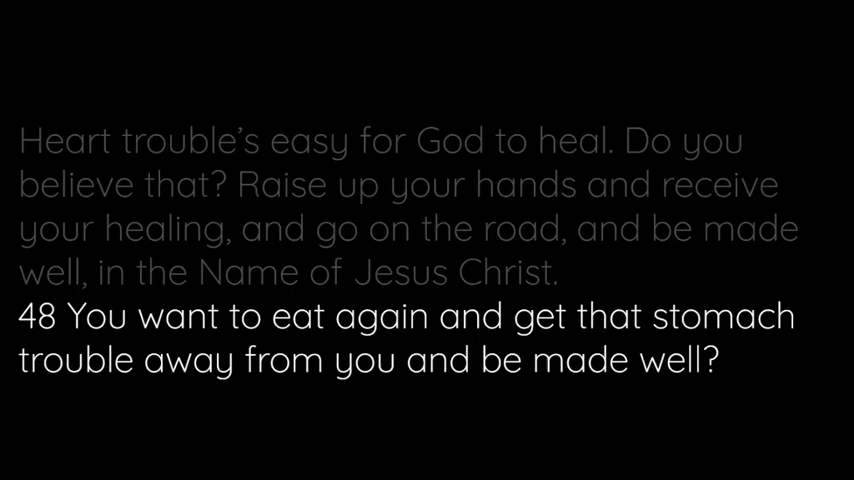 Heart trouble's easy for God to heal. Do you
believe that? Raise up your hands and receive
your healing, and go on the road, and be made
well, in the Name of Jesus Christ.
48 You want to eat again and get that stomach
trouble away from you and be made well?